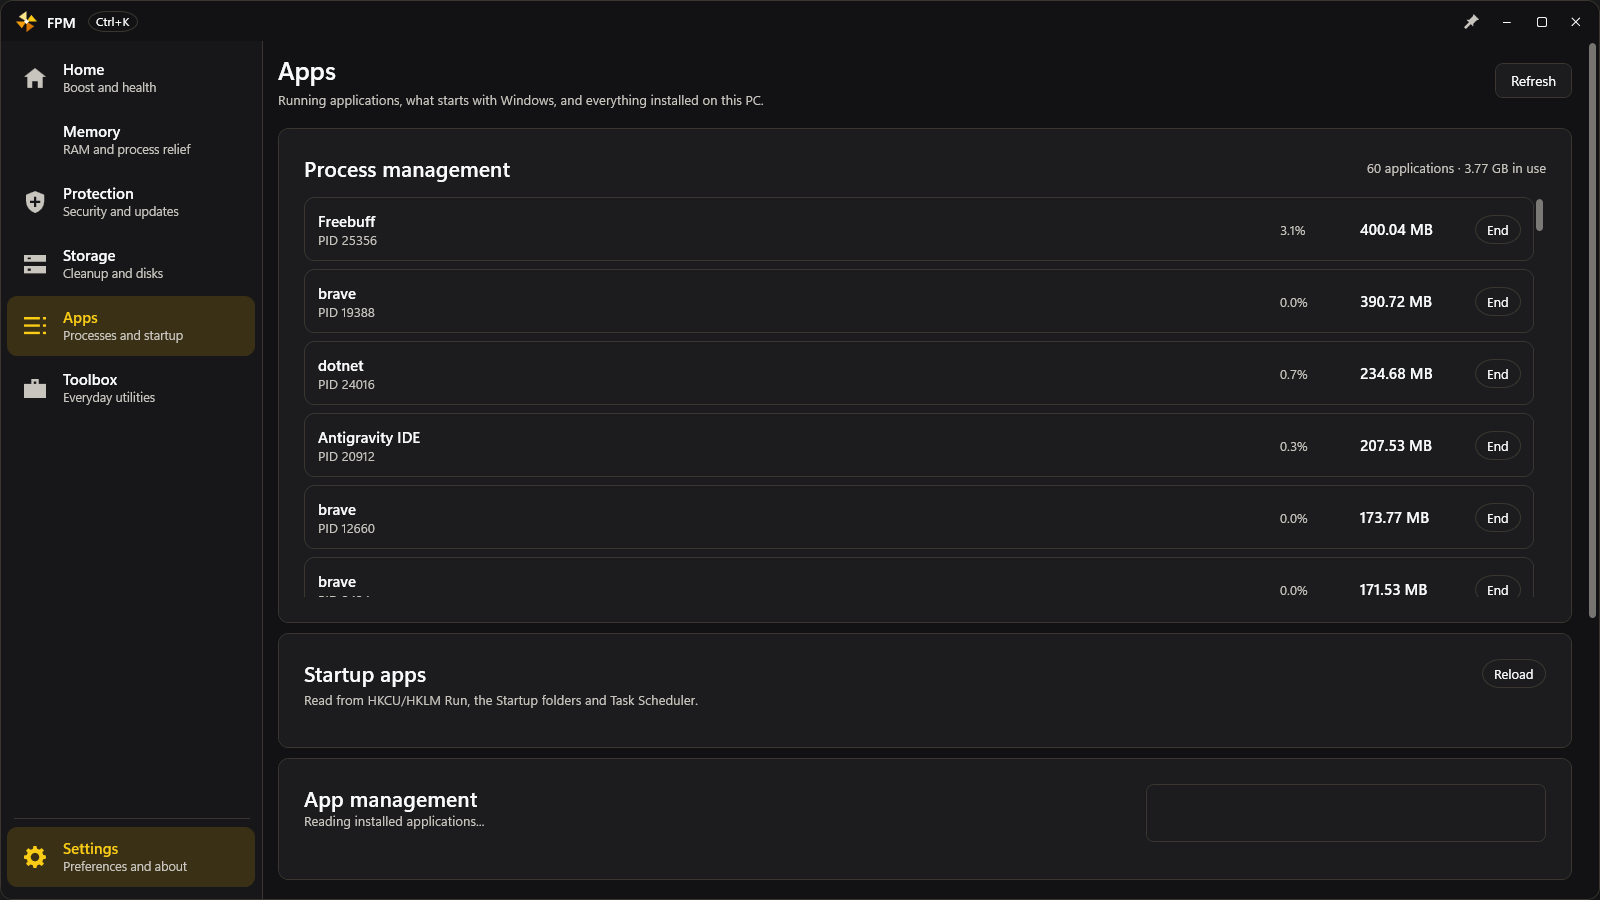 FPM
Ctrl+K
Home
Boost and health
Memory
RAM and process relief
Protection
Security and updates
Storage
Cleanup and disks
Apps
Processes and startup
Toolbox
Everyday utilities
Settings
Preferences and about
Apps
Running applications, what starts with Windows, and everything installed on this PC.
Refresh
Process management
60 applications · 3.77 GB in use
Freebuff
PID 25356
3.1%
400.04 MB
End
brave
PID 19388
0.0%
390.72 MB
End
dotnet
PID 24016
0.7%
234.68 MB
End
Antigravity IDE
PID 20912
0.3%
207.53 MB
End
brave
PID 12660
0.0%
173.77 MB
End
brave
0.0%
171.53 MB
End
Startup apps
Read from HKCU/HKLM Run, the Startup folders and Task Scheduler.
Reload
App management
Reading installed applications...